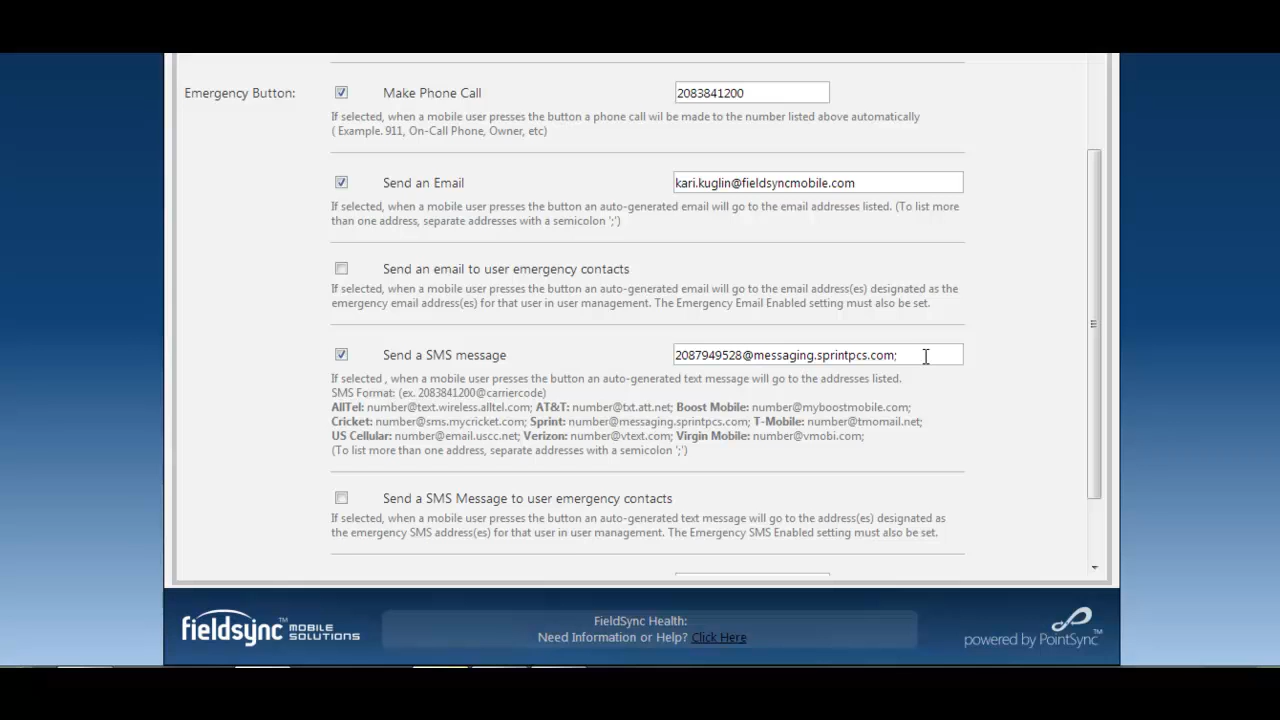 Emergency Button: Make Phone Call 2083841200
If selected, when a mobile user presses the button a phone call wil be made to the number listed above automatically
( Example. 911, On-Call Phone, Owner, etc)
Send an Email kari.kuglin@fieldsyncmobile.com
If selected, when a mobile user presses the button an auto-generated email will go to the email addresses listed. (To list more
than one address, separate addresses with a semicolon ';')
Send an email to user emergency contacts
If selected, when a mobile user presses the button an auto-generated email will go to the email address(es) designated as the
emergency email address(es) for that user in user management. The Emergency Email Enabled setting must also be set.
Send a SMS message 2087949528@messaging.sprintpcs.com;
If selected , when a mobile user presses the button an auto-generated text message will go to the addresses listed.
SMS Format: (ex. 2083841200@carriercode)
AllTel: number@text.wireless.alltel.com; AT&T: number@txt.att.net; Boost Mobile: number@myboostmobile.com;
Cricket: number@sms.mycricket.com; Sprint: number@messaging.sprintpcs.com; T-Mobile: number@tmomail.net;
US Cellular: number@email.uscc.net; Verizon: number@vtext.com; Virgin Mobile: number@vmobi.com;
(To list more than one address, separate addresses with a semicolon ';')
Send a SMS Message to user emergency contacts
If selected, when a mobile user presses the button an auto-generated text message will go to the address(es) designated as
the emergency SMS address(es) for that user in user management. The Emergency SMS Enabled setting must also be set.
fieldsync™ MOBILE SOLUTIONS
FieldSync Health:
Need Information or Help? Click Here
powered by PointSync™